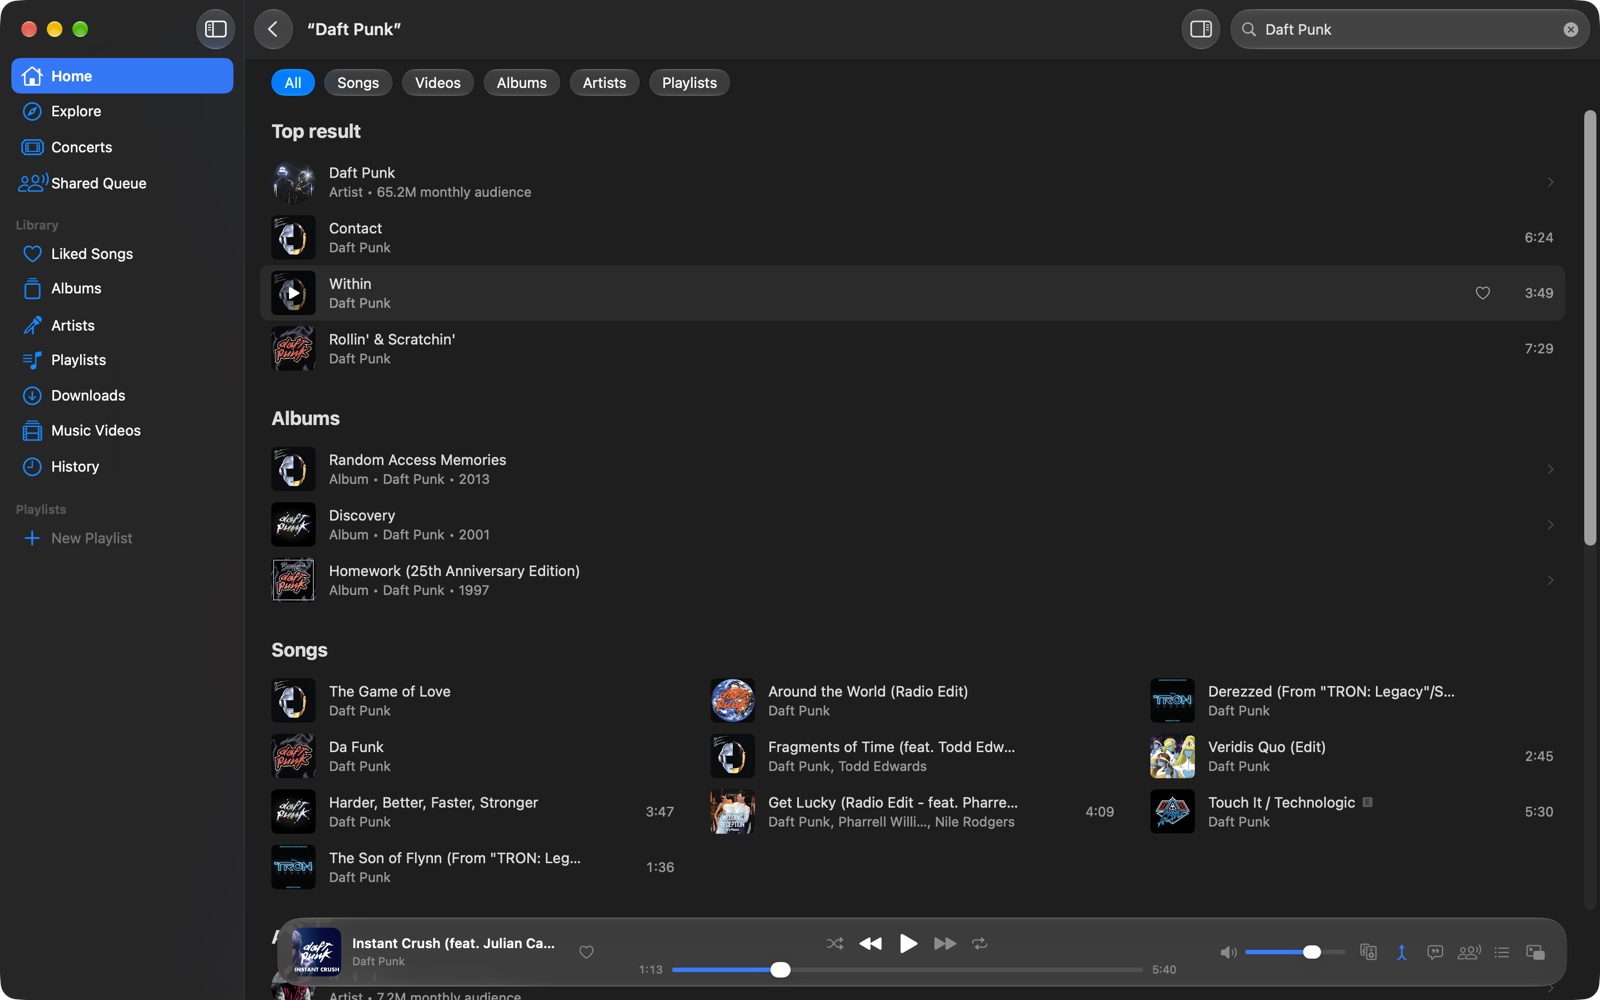 “Daft Punk”
Daft Punk
Home
Explore
Concerts
Shared Queue
Library
Liked Songs
Albums
Artists
Playlists
Downloads
Music Videos
History
Playlists
New Playlist
All
Songs
Videos
Albums
Artists
Playlists
Top result
Daft Punk
Artist • 65.2M monthly audience
Contact
Daft Punk
6:24
Within
Daft Punk
3:49
Rollin' & Scratchin'
Daft Punk
7:29
Albums
Random Access Memories
Album • Daft Punk • 2013
Discovery
Album • Daft Punk • 2001
Homework (25th Anniversary Edition)
Album • Daft Punk • 1997
Songs
The Game of Love
Daft Punk
Around the World (Radio Edit)
Daft Punk
TRON
Derezzed (From "TRON: Legacy"/S...
Daft Punk
Da Funk
Daft Punk
Fragments of Time (feat. Todd Edw...
Daft Punk, Todd Edwards
Veridis Quo (Edit)
Daft Punk
2:45
Harder, Better, Faster, Stronger
Daft Punk
3:47
Get Lucky (Radio Edit - feat. Pharre...
Daft Punk, Pharrell Willi..., Nile Rodgers
4:09
Touch It / Technologic E
Daft Punk
5:30
TRON
The Son of Flynn (From "TRON: Leg...
Daft Punk
1:36
daft punk
INSTANT CRUSH
Instant Crush (feat. Julian Ca...
Daft Punk
1:13
5:40
Artist • 7.2M monthly audience